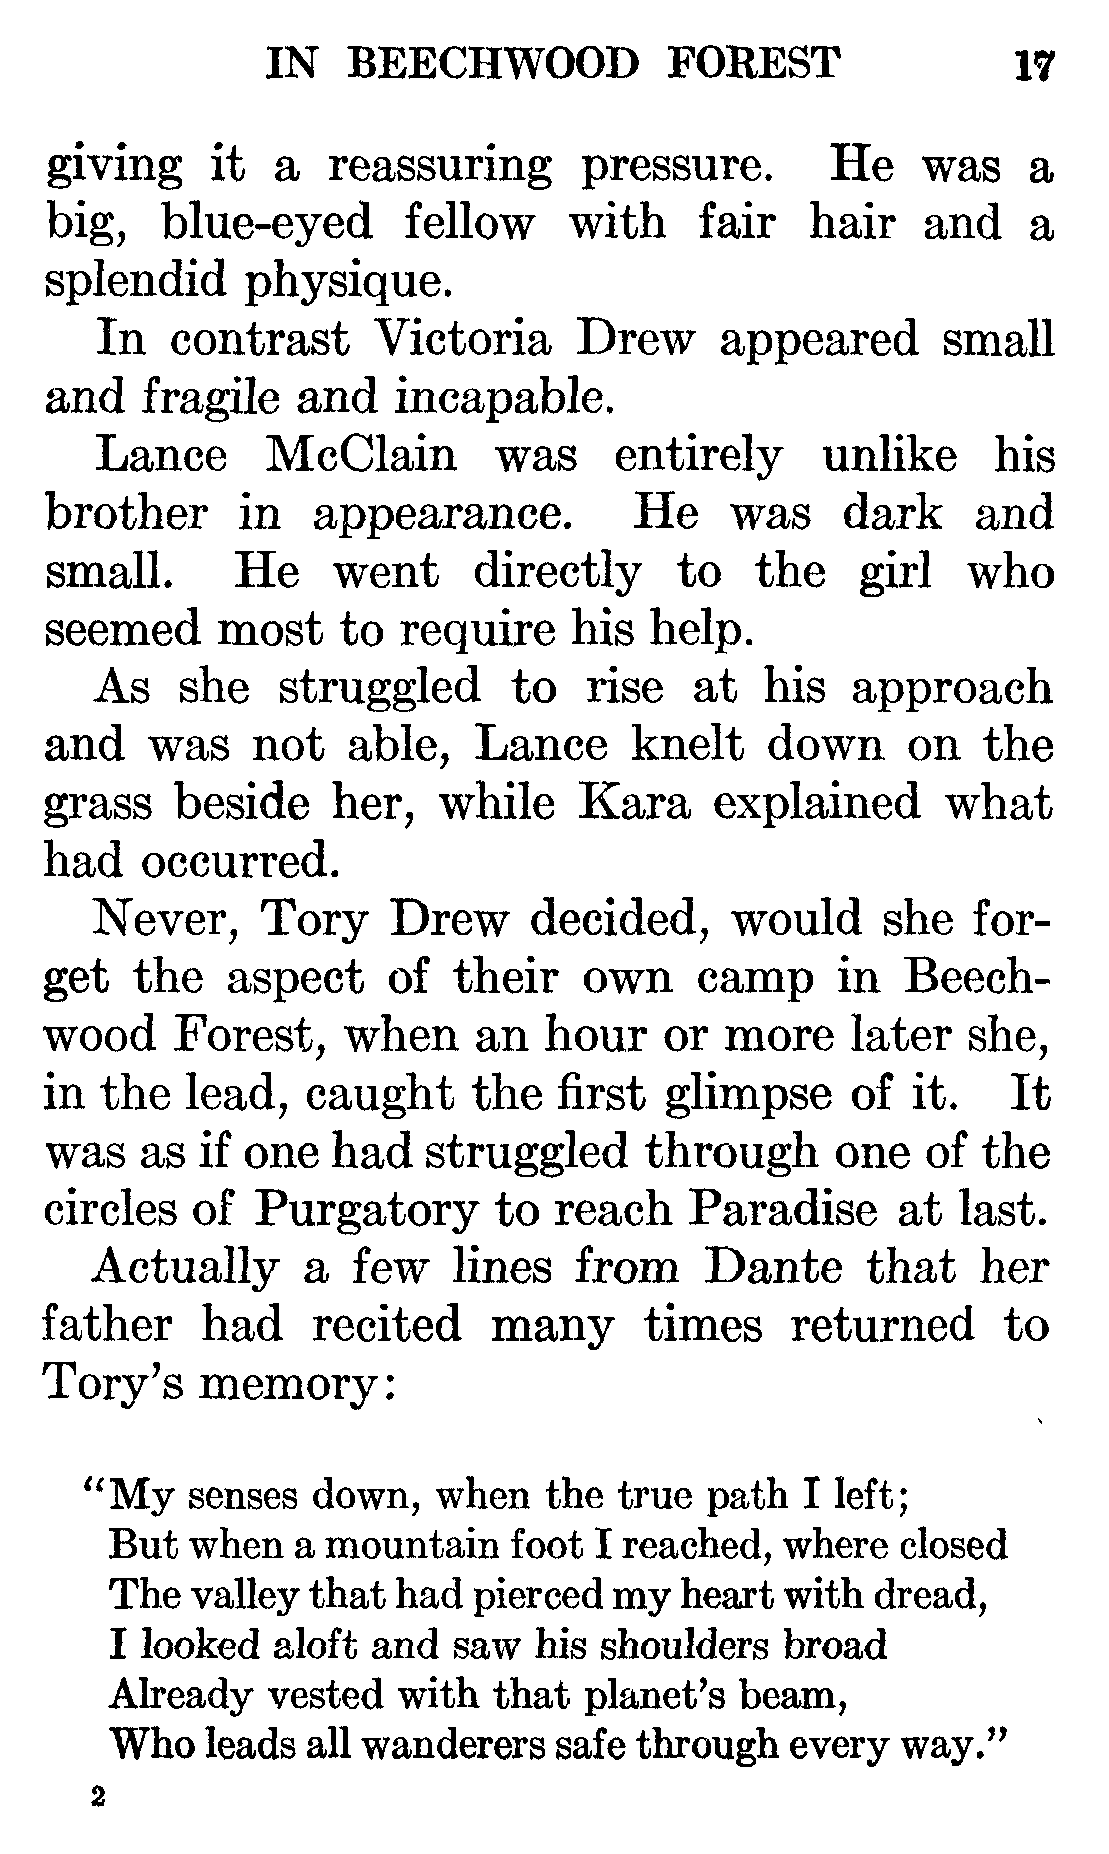 IN BEECHWOOD FOREST 17
giving it a reassuring pressure. He was a
big, blue-eyed fellow with fair hair and a
splendid physique.
In contrast Victoria Drew appeared small
and fragile and incapable.
Lance McClain was entirely unlike his
brother in appearance. He was dark and
small. He went directly to the girl who
seemed most to require his help.
As she struggled to rise at his approach
and was not able, Lance knelt down on the
grass beside her, while Kara explained what
had occurred.
Never, Tory Drew decided, would she for-
get the aspect of their own camp in Beech-
wood Forest, when an hour or more later she,
in the lead, caught the first glimpse of it. It
was as if one had struggled through one of the
circles of Purgatory to reach Paradise at last.
Actually a few lines from Dante that her
father had recited many times returned to
Tory's memory:
“My senses down, when the true path I left;
But when a mountain foot I reached, where closed
The valley that had pierced my heart with dread,
I looked aloft and saw his shoulders broad
Already vested with that planet's beam,
Who leads all wanderers safe through every way.”
2